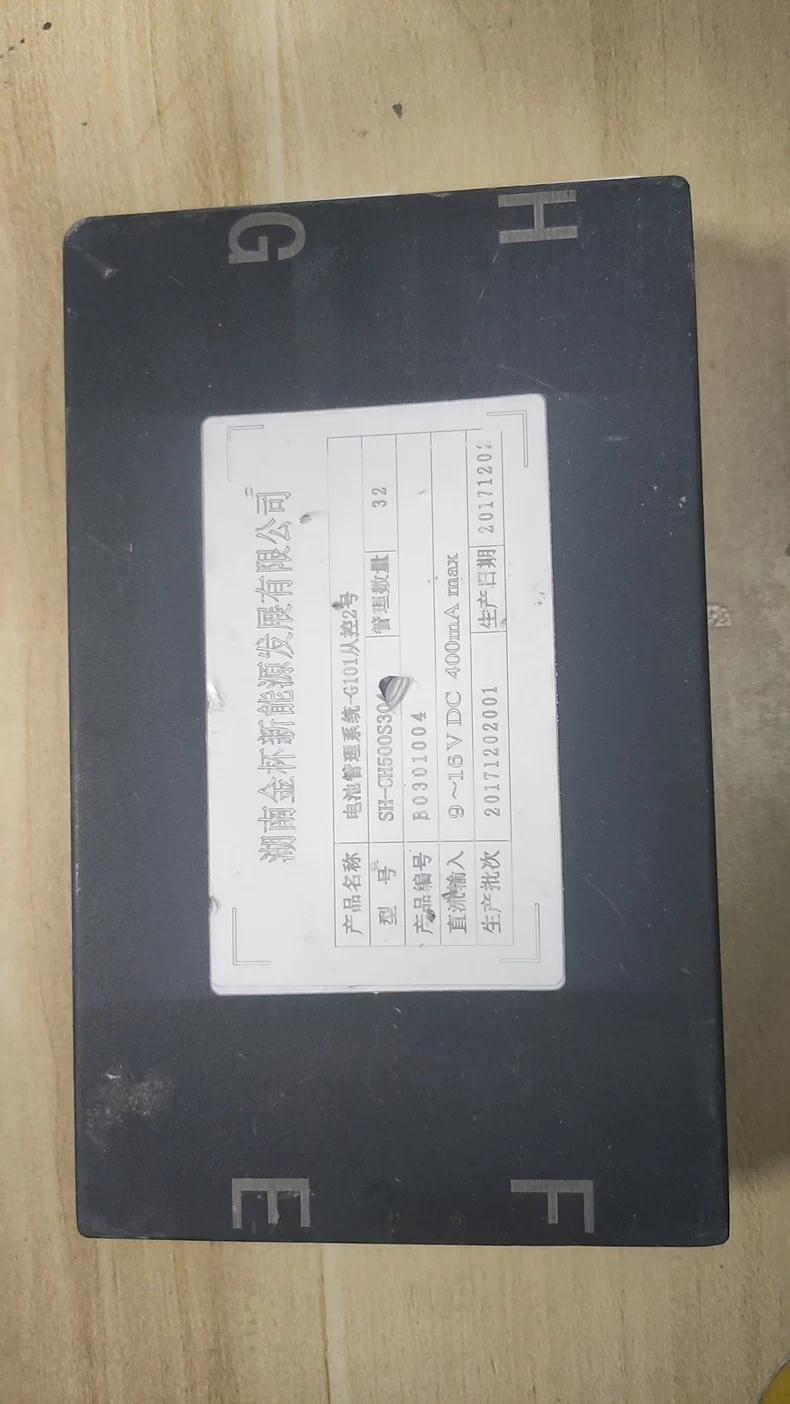 G H
湖南金杯新能源发展有限公司
产品名称 电池管理系统-G101从控2号
型 号 管理数量 32
产品编号 B0301004
直流输入 9~16V DC 400mA max
生产批次 20171202001 生产日期 20171202
E F